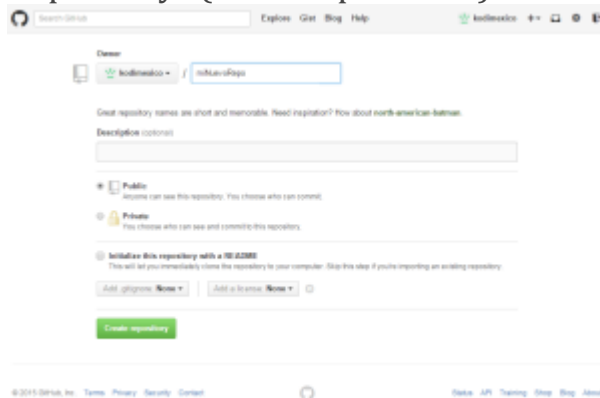 Search GitHub Explore Gist Blog Help kodimexico
Owner
kodimexico / miNuevoRepo
Great repository names are short and memorable. Need inspiration? How about north-american-batman.
Description (optional)
Public
Anyone can see this repository. You choose who can commit.
Private
You choose who can see and commit to this repository.
Initialize this repository with a README
This will let you immediately clone the repository to your computer. Skip this step if you're importing an existing repository.
Add .gitignore: None Add a license: None
Create repository
© 2015 GitHub, Inc. Terms Privacy Security Contact Status API Training Shop Blog About